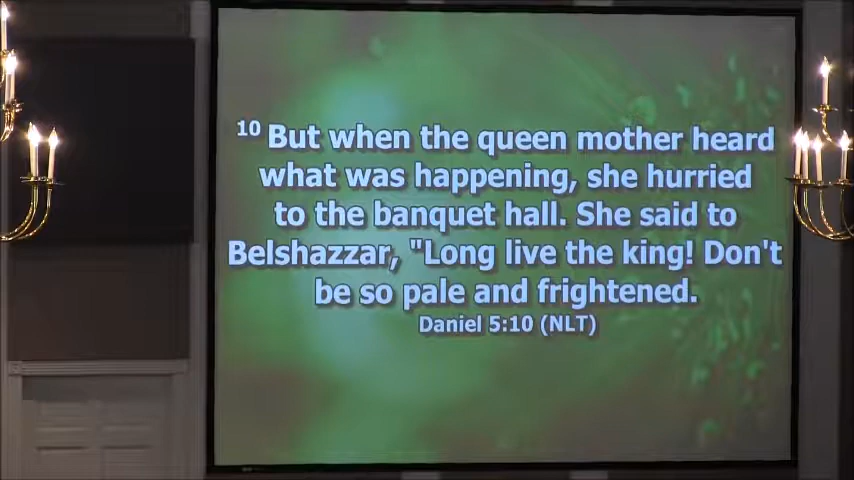 10 But when the queen mother heard
what was happening, she hurried
to the banquet hall. She said to
Belshazzar, "Long live the king! Don't
be so pale and frightened.
Daniel 5:10 (NLT)